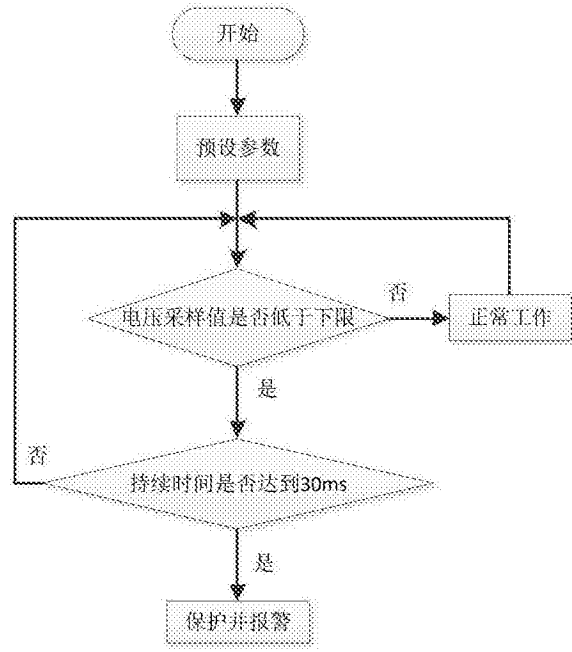 开始
预设参数
电压采样值是否低于下限
否
正常工作
是
否
持续时间是否达到30ms
是
保护并报警